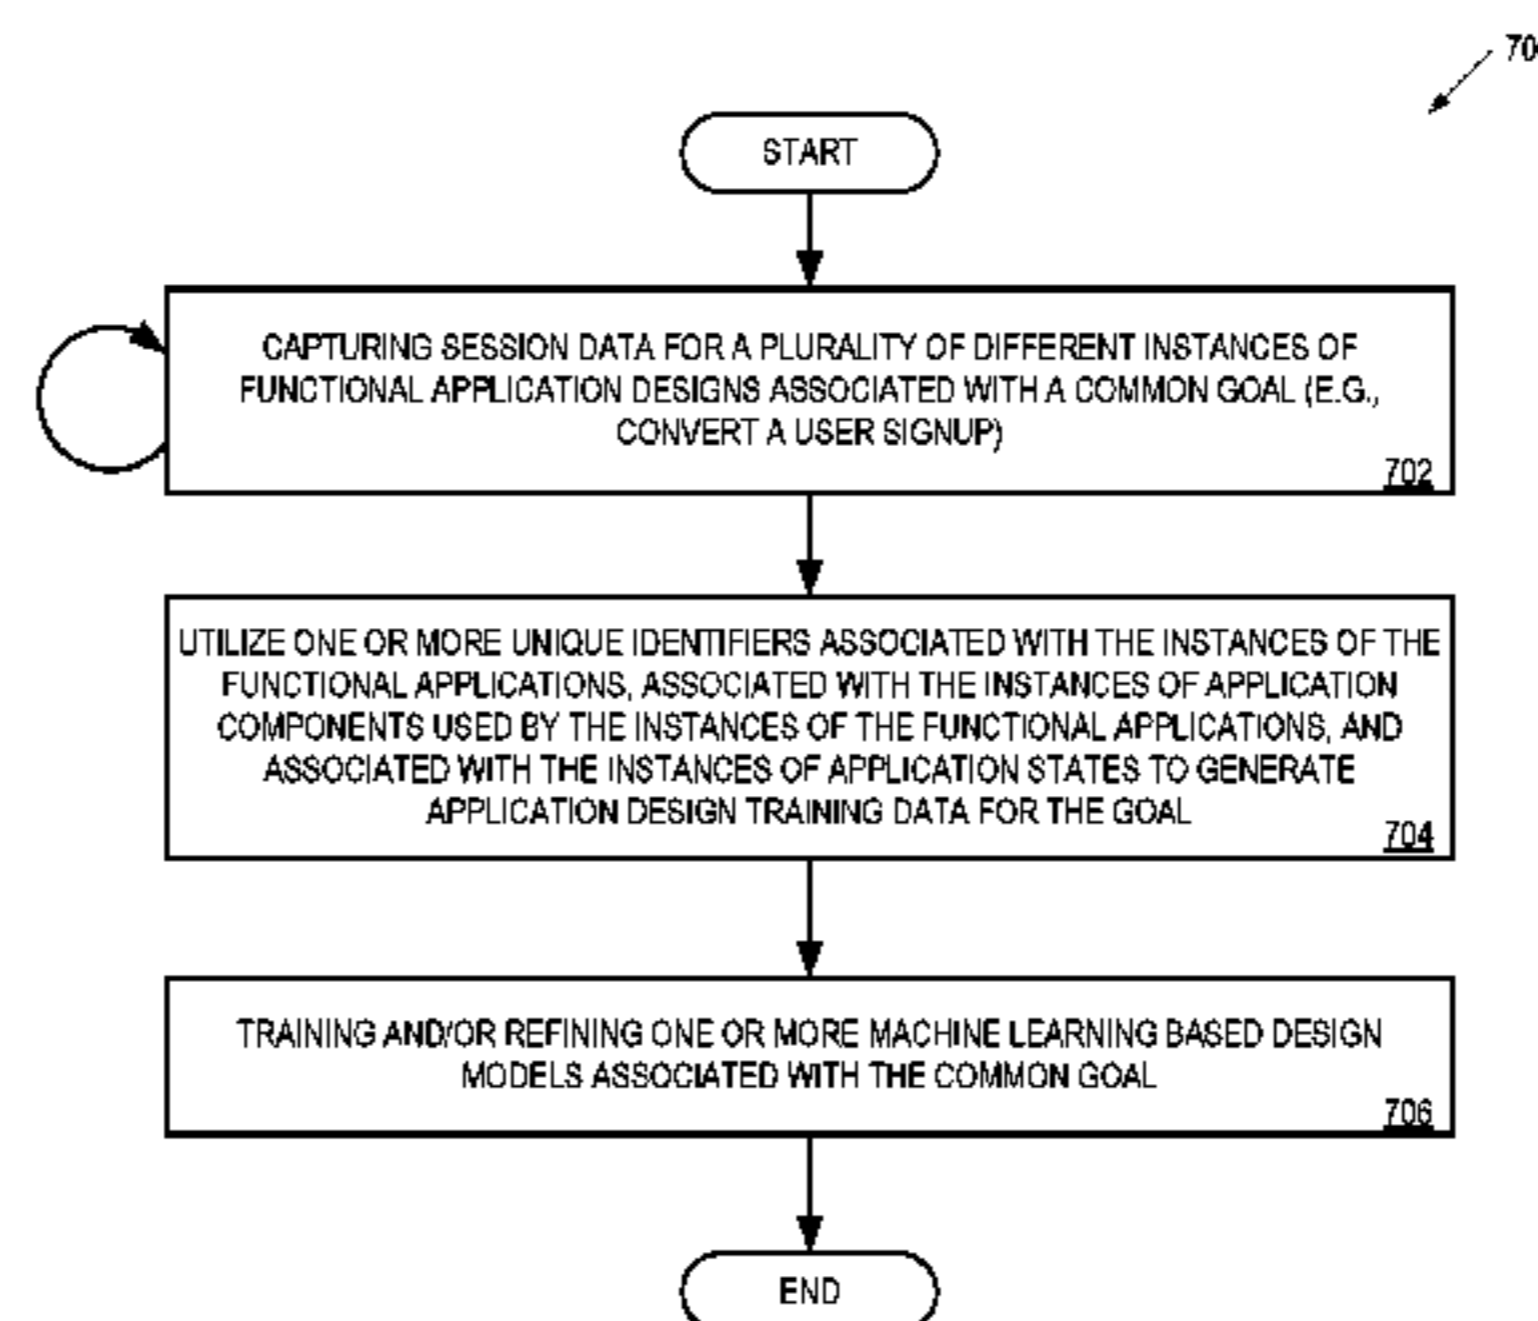 70
START
CAPTURING SESSION DATA FOR A PLURALITY OF DIFFERENT INSTANCES OF
FUNCTIONAL APPLICATION DESIGNS ASSOCIATED WITH A COMMON GOAL (E.G.,
CONVERT A USER SIGNUP)
702
UTILIZE ONE OR MORE UNIQUE IDENTIFIERS ASSOCIATED WITH THE INSTANCES OF THE
FUNCTIONAL APPLICATIONS, ASSOCIATED WITH THE INSTANCES OF APPLICATION
COMPONENTS USED BY THE INSTANCES OF THE FUNCTIONAL APPLICATIONS, AND
ASSOCIATED WITH THE INSTANCES OF APPLICATION STATES TO GENERATE
APPLICATION DESIGN TRAINING DATA FOR THE GOAL
704
TRAINING AND/OR REFINING ONE OR MORE MACHINE LEARNING BASED DESIGN
MODELS ASSOCIATED WITH THE COMMON GOAL
706
END